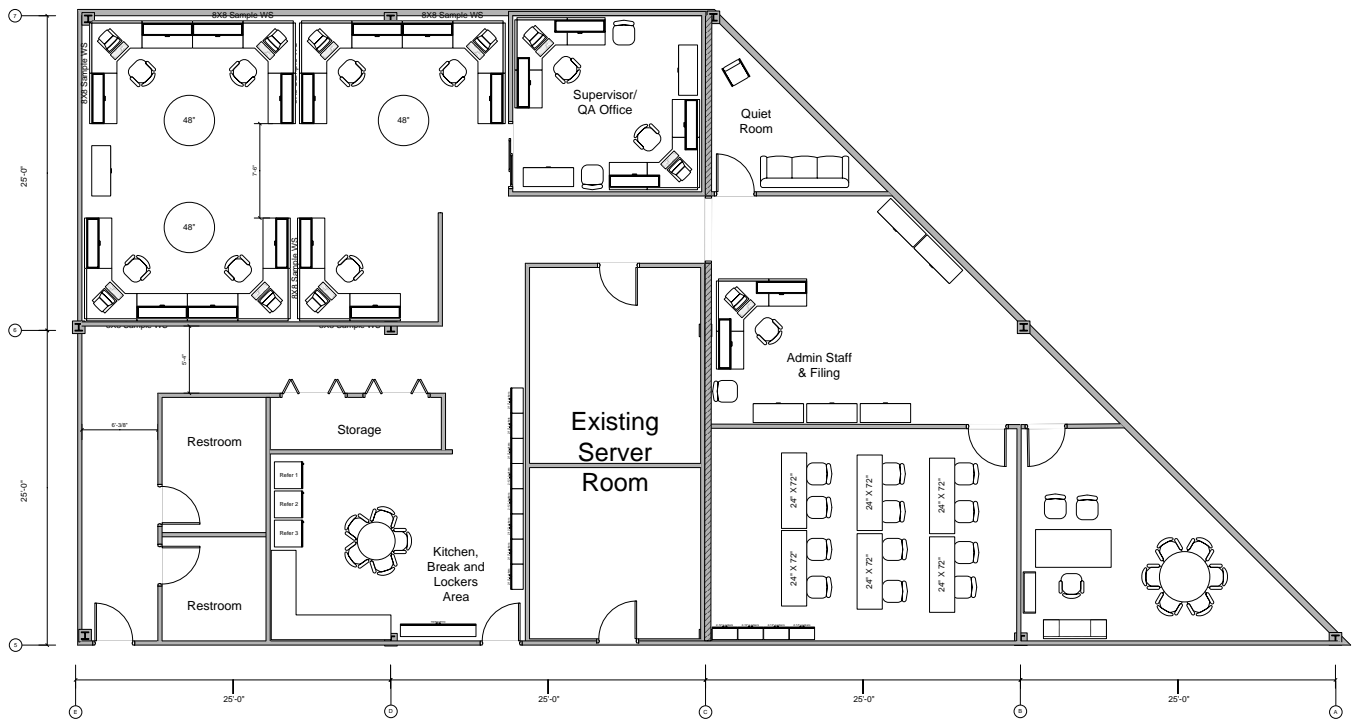 7
8X8 Sample WS
8X8 Sample WS
8X8 Sample WS
48"
48"
Supervisor/
QA Office
Quiet
Room
25'-0"
7'-6"
48"
8X8 Sample WS
6
8X8 Sample WS
8X8 Sample WS
5'-4"
Admin Staff
& Filing
6'-3/8"
Restroom
Storage
Existing
Server
Room
Refer 1
Refer 2
Refer 3
25'-0"
24" X 72"
24" X 72"
24" X 72"
Kitchen,
Break and
Lockers
Area
24" X 72"
24" X 72"
24" X 72"
Restroom
5
25'-0"
25'-0"
25'-0"
25'-0"
E
D
C
B
A